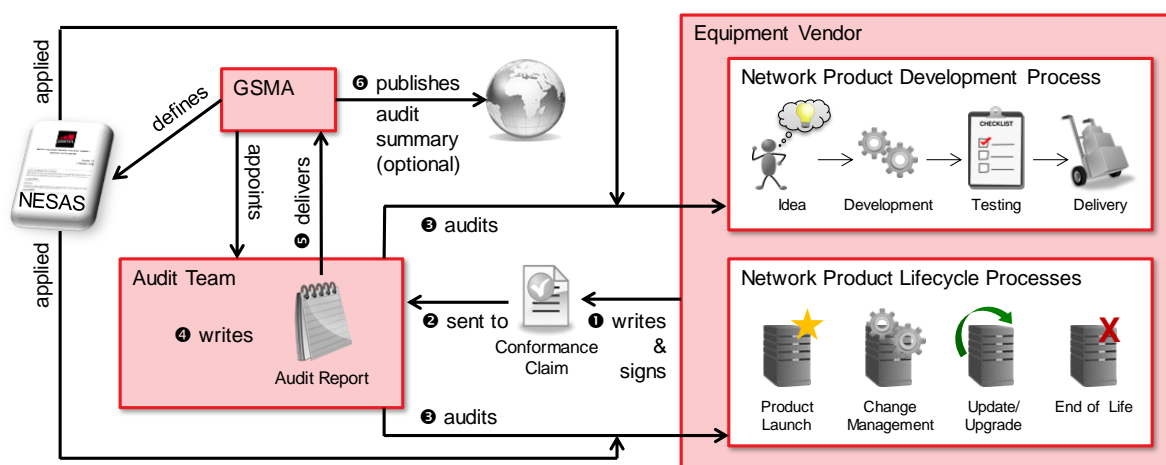 Equipment Vendor
applied
GSMA
❻ publishes
audit
summary
(optional)
defines
NESAS
appoints
❺ delivers
Network Product Development Process
CHECKLIST
Idea
Development
Testing
Delivery
❸ audits
applied
Audit Team
❹ writes
Audit Report
❷ sent to
Conformance
Claim
❶ writes
&
signs
❸ audits
Network Product Lifecycle Processes
X
Product
Launch
Change
Management
Update/
Upgrade
End of Life